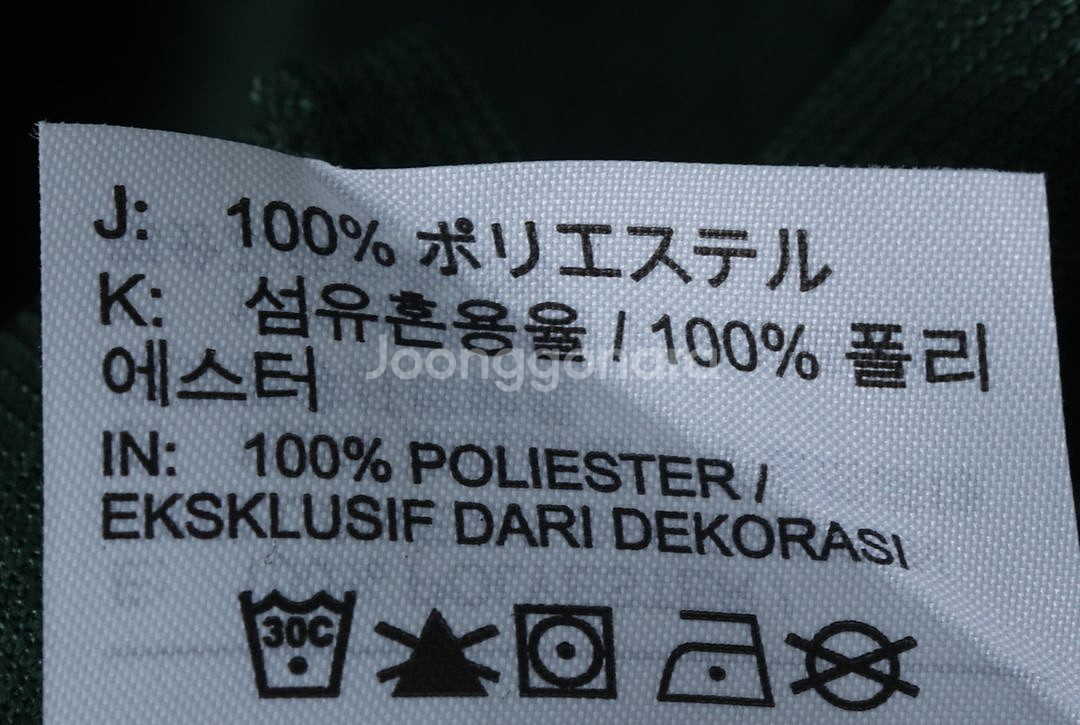 J: 100% ポリエステル
K: 섬유혼용율 / 100% 폴리
에스터
IN: 100% POLIESTER /
EKSKLUSIF DARI DEKORASI
30C